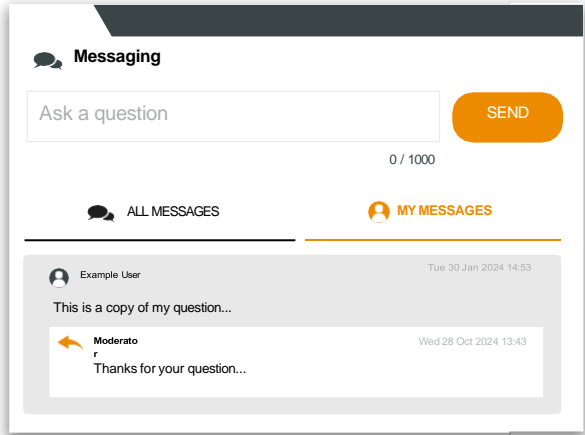 Messaging
Ask a question
SEND
0 / 1000
ALL MESSAGES
MY MESSAGES
Example User
Tue 30 Jan 2024 14:53
This is a copy of my question...
Moderato
r
Wed 28 Oct 2024 13:43
Thanks for your question...